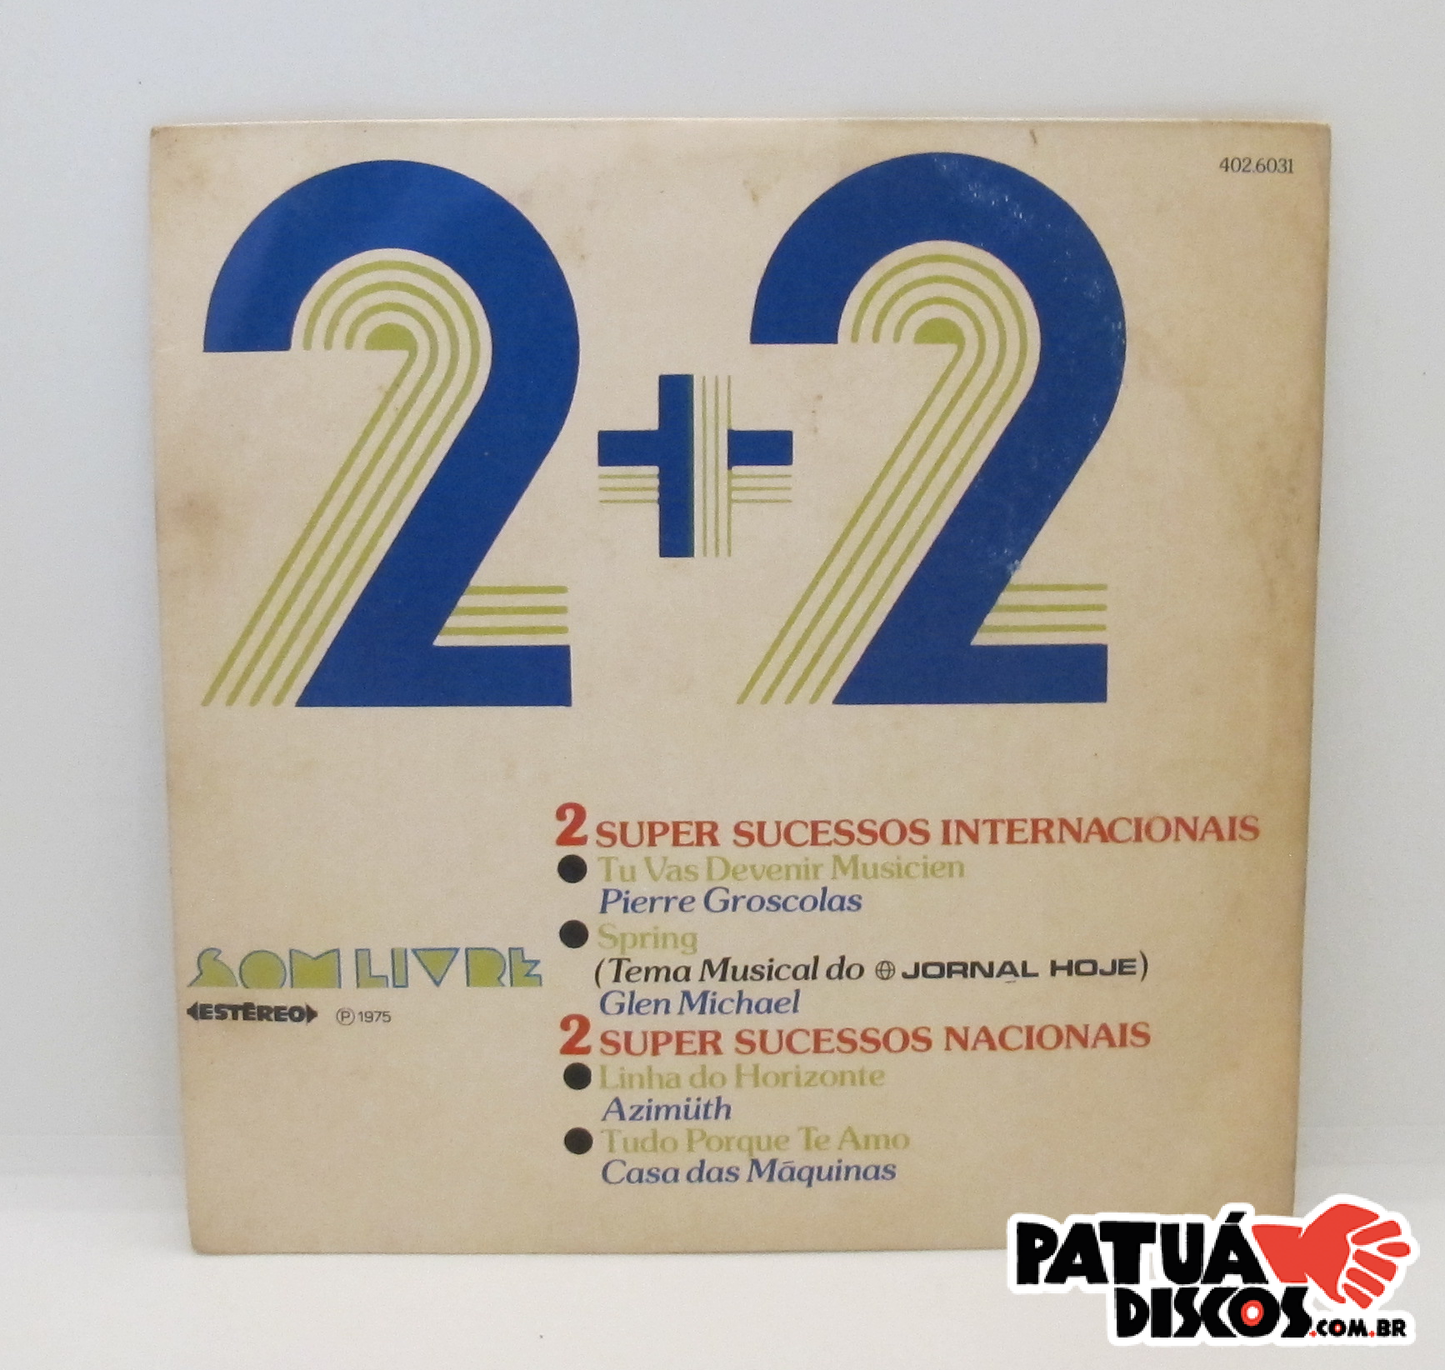 402.6031
2+2
2 SUPER SUCESSOS INTERNACIONAIS
Tu Vas Devenir Musicien
Pierre Groscolas
Spring
(Tema Musical do JORNAL HOJE)
Glen Michael
2 SUPER SUCESSOS NACIONAIS
Linha do Horizonte
Azimüth
Tudo Porque Te Amo
Casa das Máquinas
SOM LIVRE
ESTÉREO ℗ 1975
PATUÁ
DISCOS.COM.BR